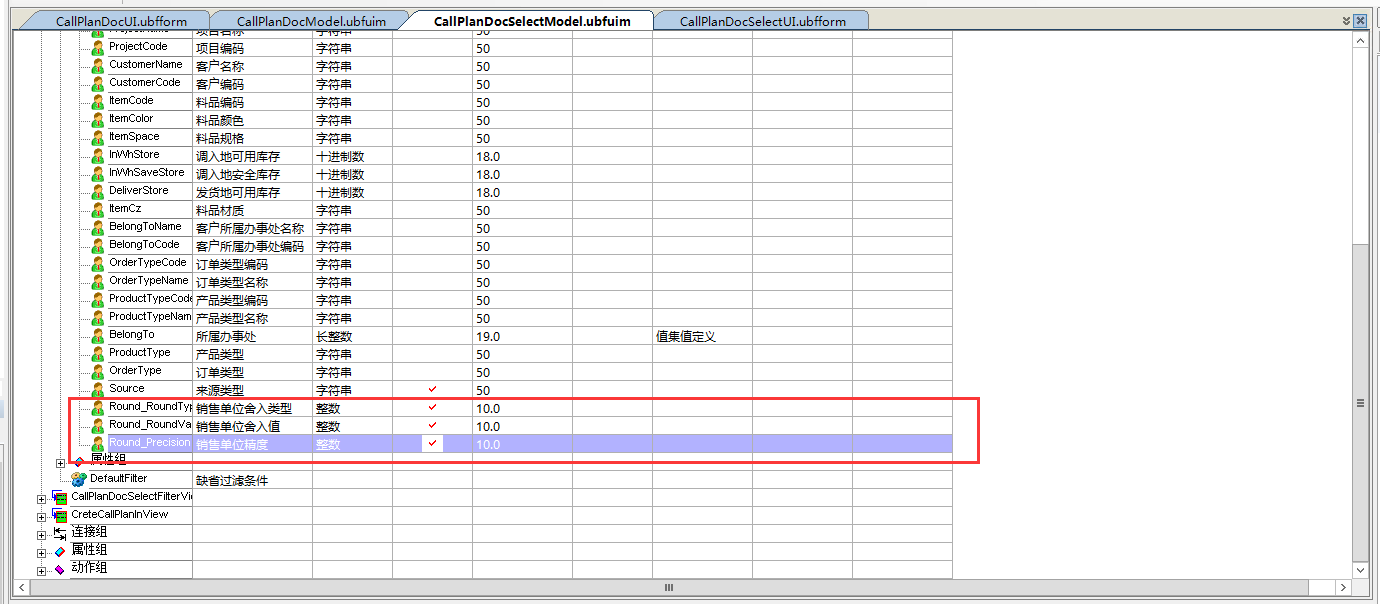 CallPlanDocUI.ubfform CallPlanDocModel.ubfuim CallPlanDocSelectModel.ubfuim CallPlanDocSelectUI.ubfform
ProjectName 项目名称 字符串 50
ProjectCode 项目编码 字符串 50
CustomerName 客户名称 字符串 50
CustomerCode 客户编码 字符串 50
ItemCode 料品编码 字符串 50
ItemColor 料品颜色 字符串 50
ItemSpace 料品规格 字符串 50
InWhStore 调入地可用库存 十进制数 18.0
InWhSaveStore 调入地安全库存 十进制数 18.0
DeliverStore 发货地可用库存 十进制数 18.0
ItemCz 料品材质 字符串 50
BelongToName 客户所属办事处名称 字符串 50
BelongToCode 客户所属办事处编码 字符串 50
OrderTypeCode 订单类型编码 字符串 50
OrderTypeName 订单类型名称 字符串 50
ProductTypeCode 产品类型编码 字符串 50
ProductTypeNam 产品类型名称 字符串 50
BelongTo 所属办事处 长整数 19.0 值集值定义
ProductType 产品类型 字符串 50
OrderType 订单类型 字符串 50
Source 来源类型 字符串 50
Round_RoundTyp 销售单位舍入类型 整数 10.0
Round_RoundVa 销售单位舍入值 整数 10.0
Round_Precision 销售单位精度 整数 10.0
属性组
DefaultFilter 缺省过滤条件
CallPlanDocSelectFilterVi
CreteCallPlanInView
连接组
属性组
动作组